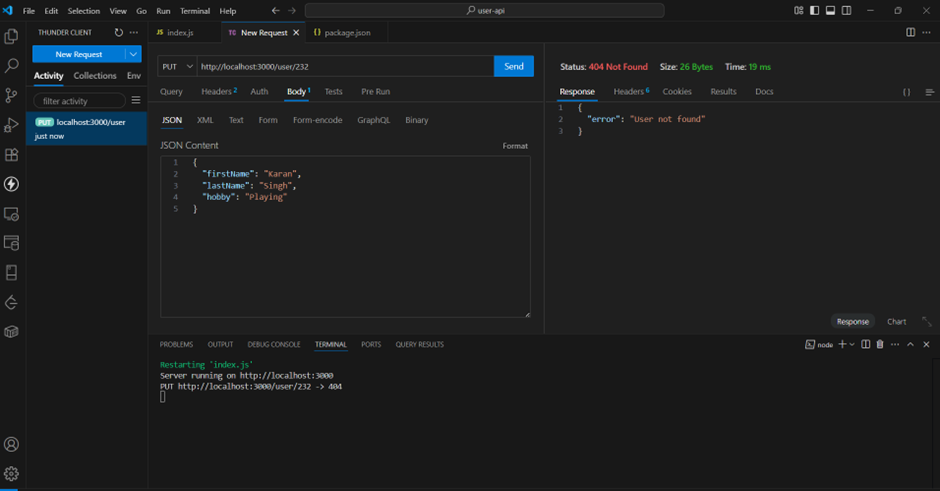 File Edit Selection View Go Run Terminal Help
user-api
THUNDER CLIENT
New Request
Activity Collections Env
filter activity
PUT localhost:3000/user
just now
JS index.js
TC New Request
{} package.json
PUT http://localhost:3000/user/232 Send
Query Headers 2 Auth Body 1 Tests Pre Run
JSON XML Text Form Form-encode GraphQL Binary
JSON Content Format
1 {
2 "firstName": "Karan",
3 "lastName": "Singh",
4 "hobby": "Playing"
5 }
Status: 404 Not Found Size: 26 Bytes Time: 19 ms
Response Headers 6 Cookies Results Docs
{}
1 {
2 "error": "User not found"
3 }
Response Chart
PROBLEMS OUTPUT DEBUG CONSOLE TERMINAL PORTS QUERY RESULTS
node
Restarting 'index.js'
Server running on http://localhost:3000
PUT http://localhost:3000/user/232 -> 404